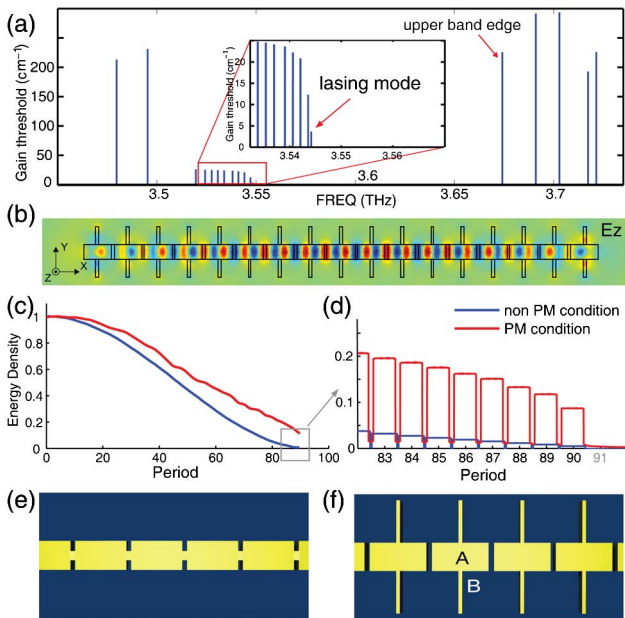 (a)
Gain threshold (cm⁻¹)
250
200
150
100
50
0
upper band edge
Gain threshold (cm⁻¹)
25
20
15
10
5
0
lasing mode
3.54
3.55
3.56
3.5
3.55
3.6
3.65
3.7
FREQ (THz)
(b)
Ez
Y
Z
X
(c)
Energy Density
1
0.8
0.6
0.4
0.2
0
0 20 40 60 80 100
Period
(d)
non PM condition
PM condition
0.2
0.1
0
83 84 85 86 87 88 89 90 91
Period
(e)
(f)
A
B